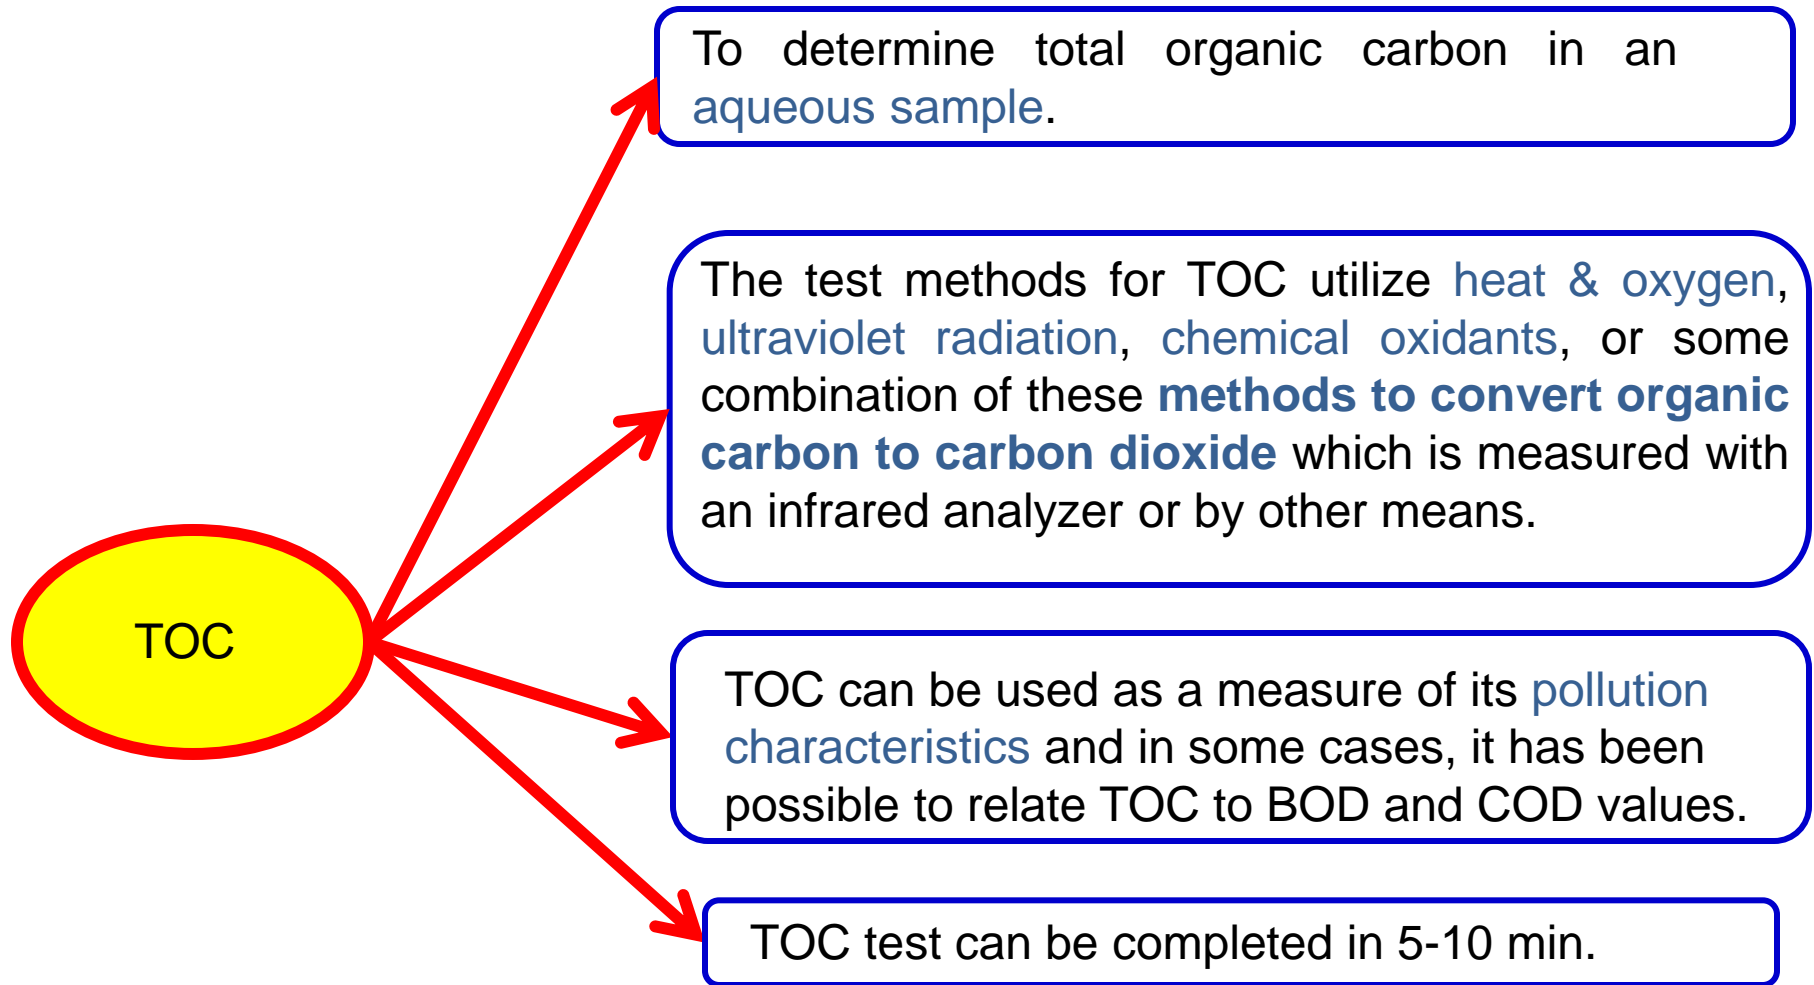 To determine total organic carbon in an
aqueous sample.
The test methods for TOC utilize heat & oxygen,
ultraviolet radiation, chemical oxidants, or some
combination of these methods to convert organic
carbon to carbon dioxide which is measured with
an infrared analyzer or by other means.
TOC
TOC can be used as a measure of its pollution
characteristics and in some cases, it has been
possible to relate TOC to BOD and COD values.
TOC test can be completed in 5-10 min.